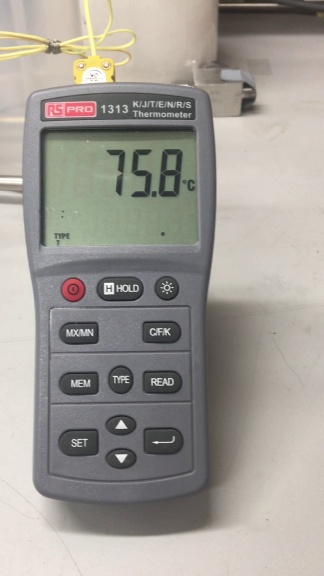 RS PRO 1313 K/J/T/E/N/R/S
Thermometer
75.8 °C
TYPE
T
H HOLD
MX/MN C/F/K
MEM TYPE READ
SET